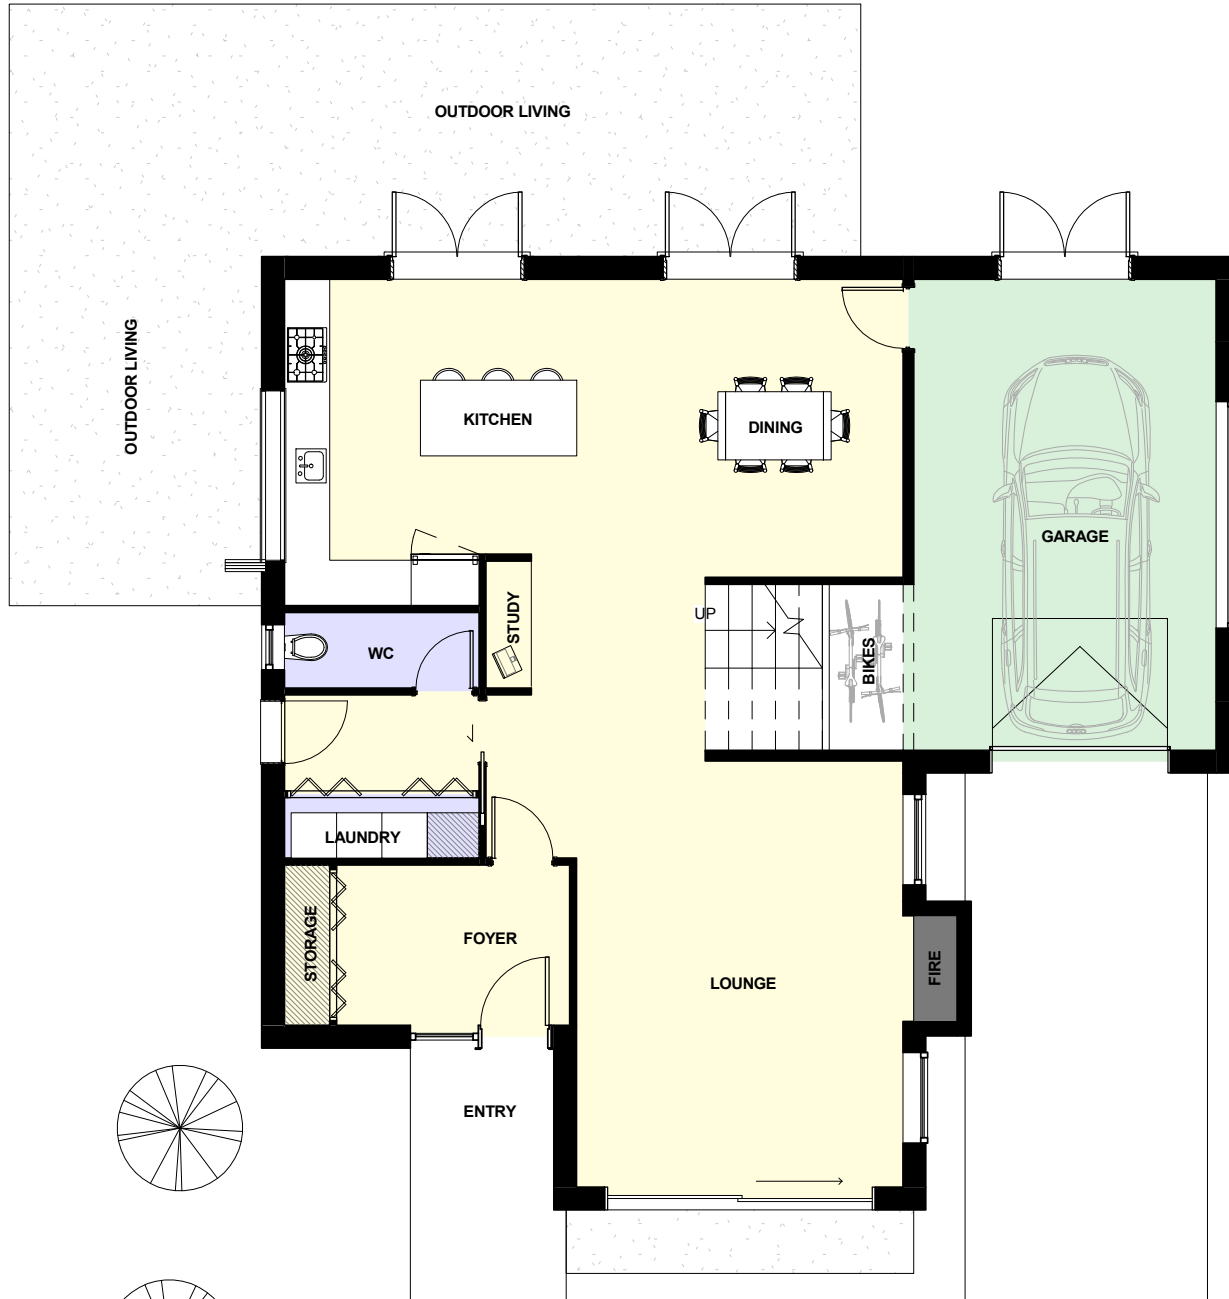 OUTDOOR LIVING
OUTDOOR LIVING
KITCHEN
DINING
GARAGE
STUDY
UP
WC
BIKES
LAUNDRY
STORAGE
FOYER
LOUNGE
FIRE
ENTRY